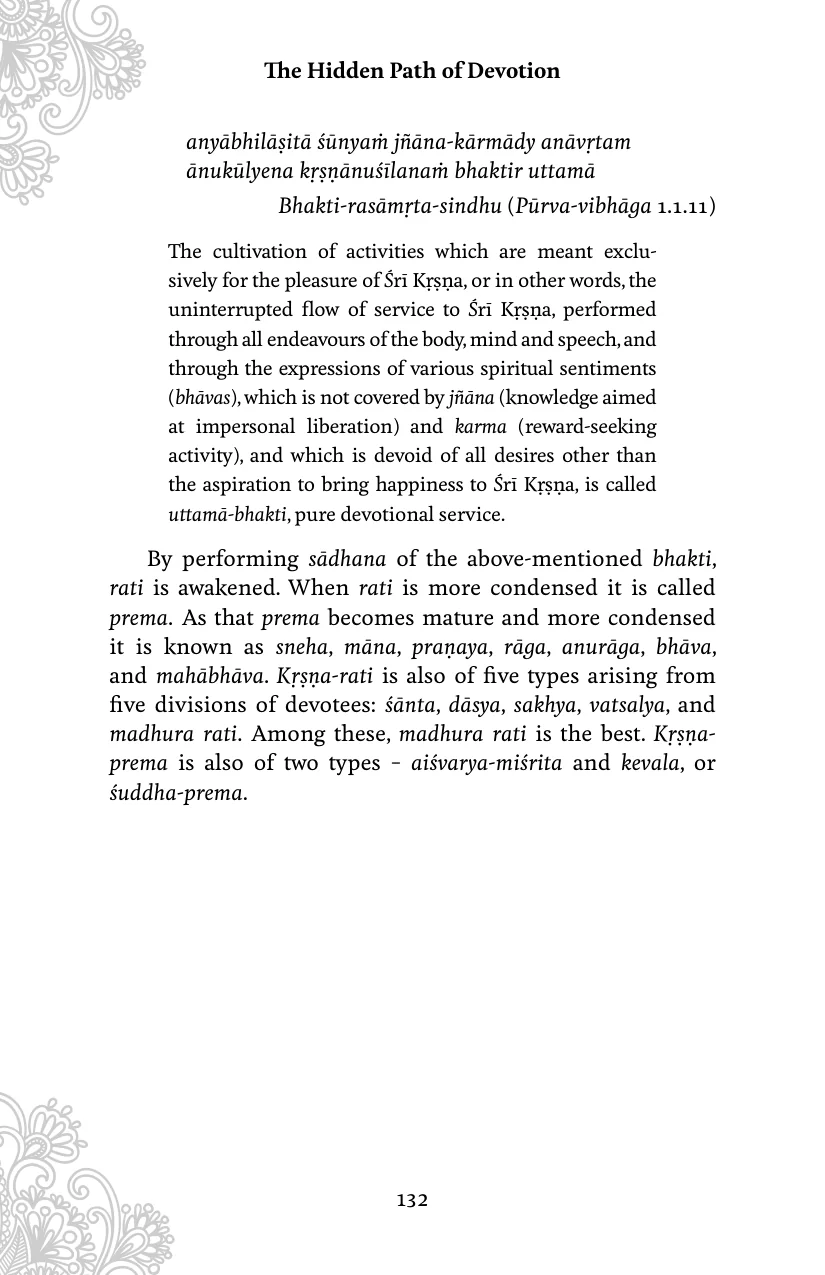 The Hidden Path of Devotion
anyābhilāṣitā śūnyaṁ jñāna-kārmādy anāvṛtam
ānukūlyena kṛṣṇānuśīlanaṁ bhaktir uttamā
Bhakti-rasāmṛta-sindhu (Pūrva-vibhāga 1.1.11)
The cultivation of activities which are meant exclu-
sively for the pleasure of Śrī Kṛṣṇa, or in other words, the
uninterrupted flow of service to Śrī Kṛṣṇa, performed
through all endeavours of the body, mind and speech, and
through the expressions of various spiritual sentiments
(bhāvas), which is not covered by jñāna (knowledge aimed
at impersonal liberation) and karma (reward-seeking
activity), and which is devoid of all desires other than
the aspiration to bring happiness to Śrī Kṛṣṇa, is called
uttamā-bhakti, pure devotional service.
By performing sādhana of the above-mentioned bhakti,
rati is awakened. When rati is more condensed it is called
prema. As that prema becomes mature and more condensed
it is known as sneha, māna, praṇaya, rāga, anurāga, bhāva,
and mahābhāva. Kṛṣṇa-rati is also of five types arising from
five divisions of devotees: śānta, dāsya, sakhya, vatsalya, and
madhura rati. Among these, madhura rati is the best. Kṛṣṇa-
prema is also of two types – aiśvarya-miśrita and kevala, or
śuddha-prema.
132